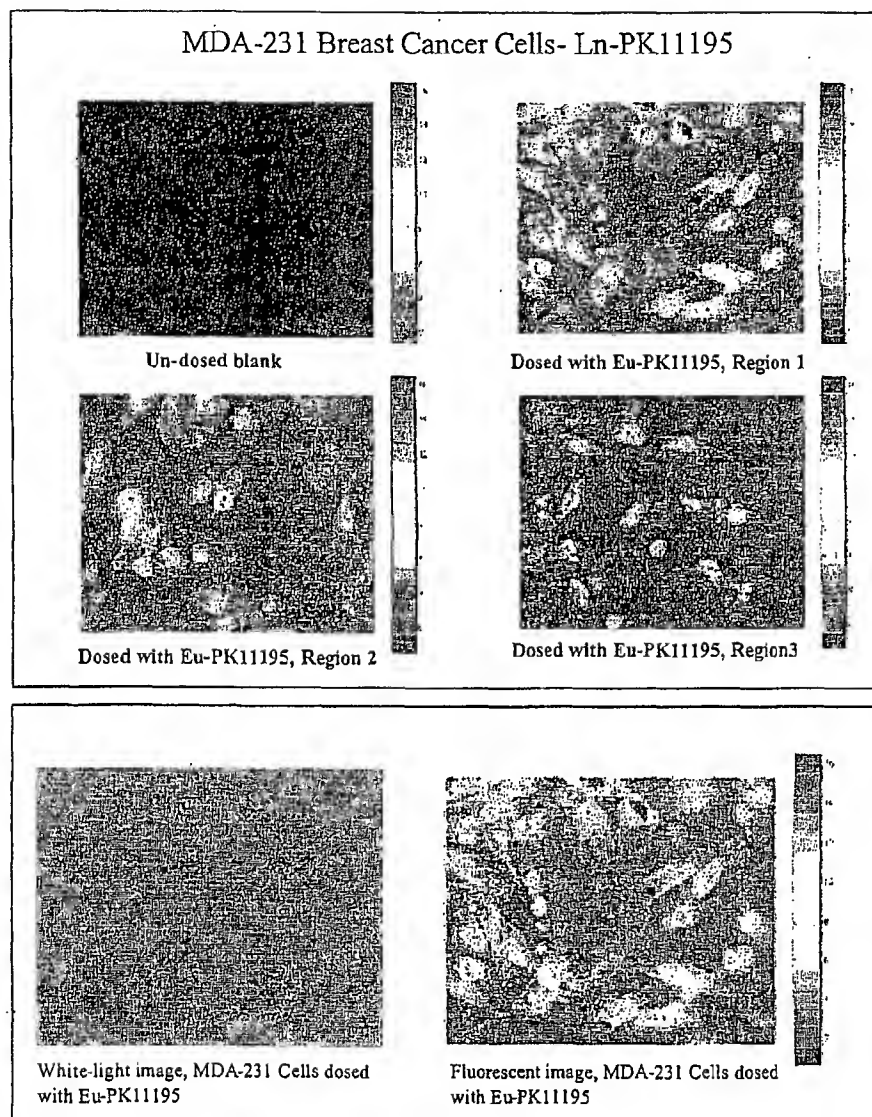 MDA-231 Breast Cancer Cells- Ln-PK11195
Un-dosed blank
Dosed with Eu-PK11195, Region 1
Dosed with Eu-PK11195, Region 2
Dosed with Eu-PK11195, Region3
White-light image, MDA-231 Cells dosed
with Eu-PK11195
Fluorescent image, MDA-231 Cells dosed
with Eu-PK11195